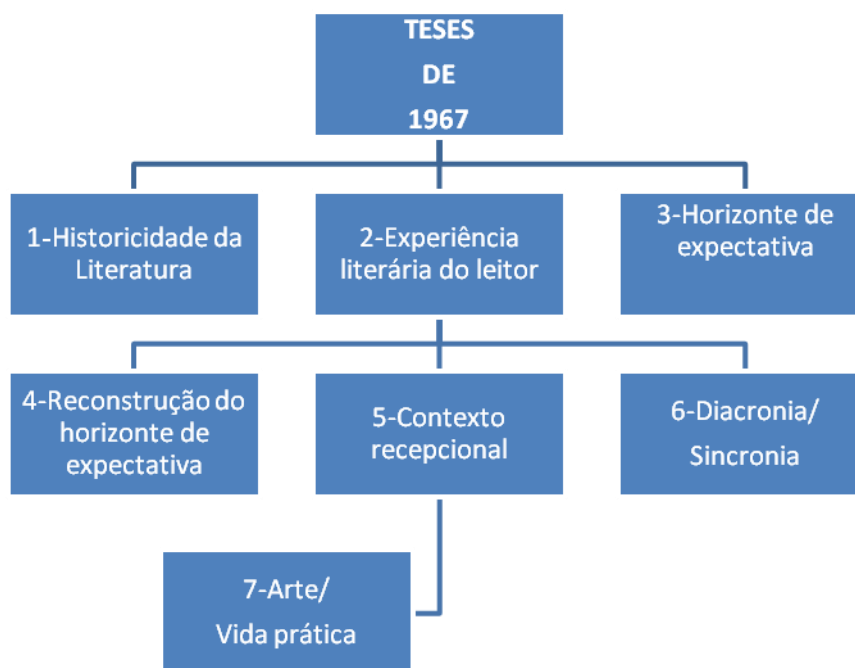 TESES
DE
1967
1-Historicidade da
Literatura
2-Experiência
literária do leitor
3-Horizonte de
expectativa
4-Reconstrução do
horizonte de
expectativa
5-Contexto
recepcional
6-Diacronia/
Sincronia
7-Arte/
Vida prática